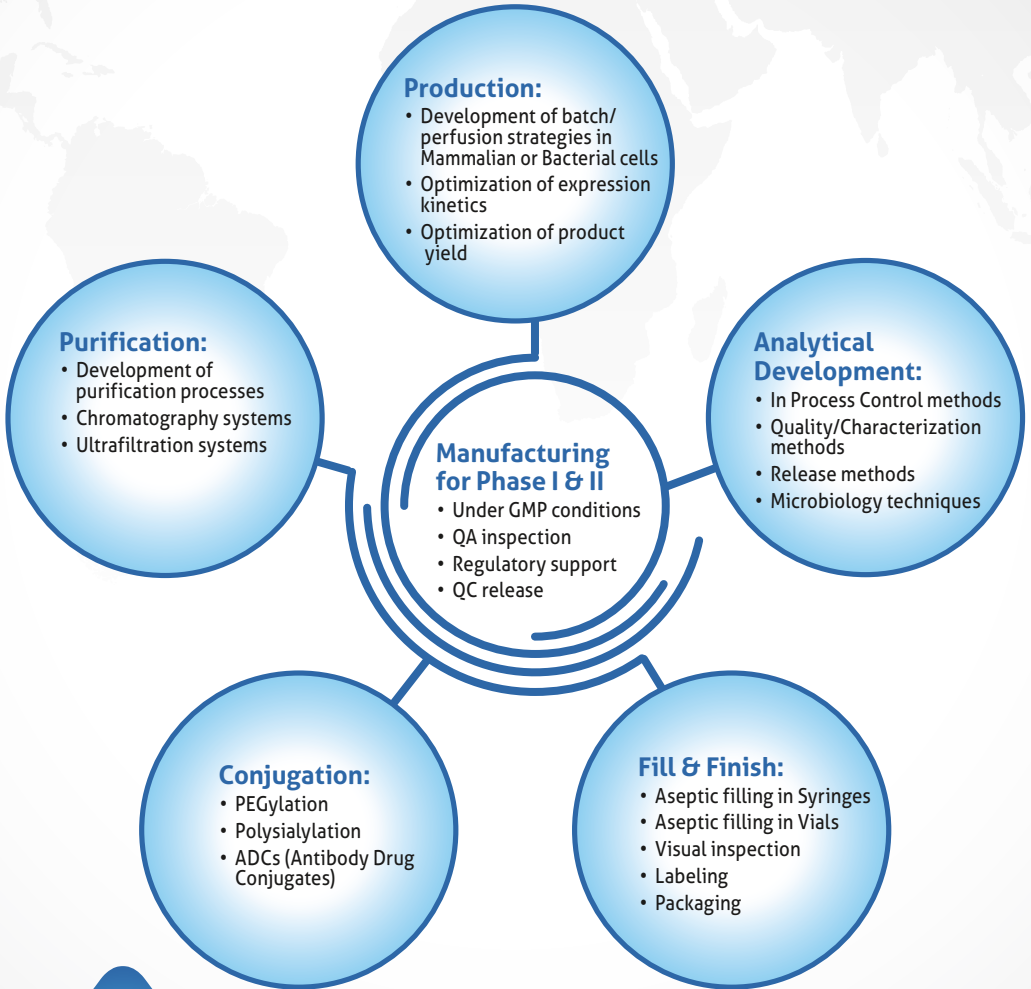 Production:
• Development of batch/
perfusion strategies in
Mammalian or Bacterial cells
• Optimization of expression
kinetics
• Optimization of product
yield
Purification:
• Development of
purification processes
• Chromatography systems
• Ultrafiltration systems
Analytical
Development:
• In Process Control methods
• Quality/Characterization
methods
• Release methods
• Microbiology techniques
Manufacturing
for Phase I & II
• Under GMP conditions
• QA inspection
• Regulatory support
• QC release
Conjugation:
• PEGylation
• Polysialylation
• ADCs (Antibody Drug
Conjugates)
Fill & Finish:
• Aseptic filling in Syringes
• Aseptic filling in Vials
• Visual inspection
• Labeling
• Packaging